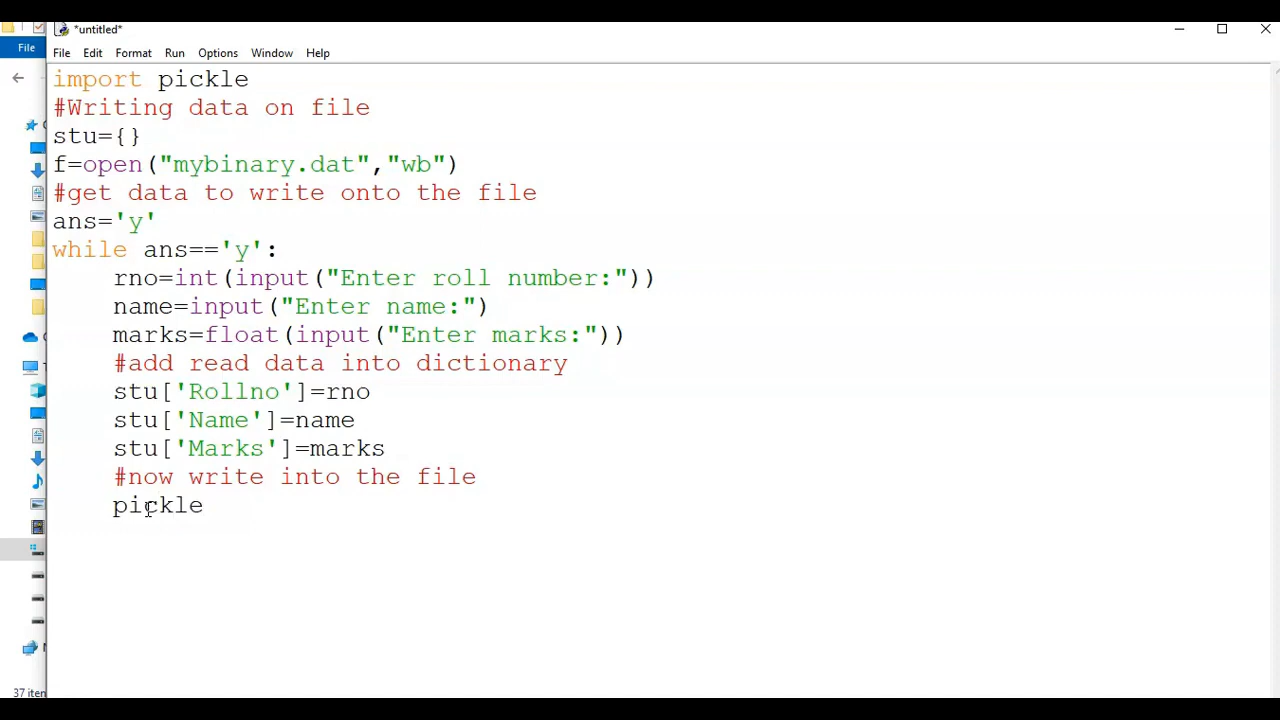 *untitled*
File
File Edit Format Run Options Window Help
import pickle
#Writing data on file
stu={}
f=open("mybinary.dat","wb")
#get data to write onto the file
ans='y'
while ans=='y':
    rno=int(input("Enter roll number:"))
    name=input("Enter name:")
    marks=float(input("Enter marks:"))
    #add read data into dictionary
    stu['Rollno']=rno
    stu['Name']=name
    stu['Marks']=marks
    #now write into the file
    pickle
37 iten